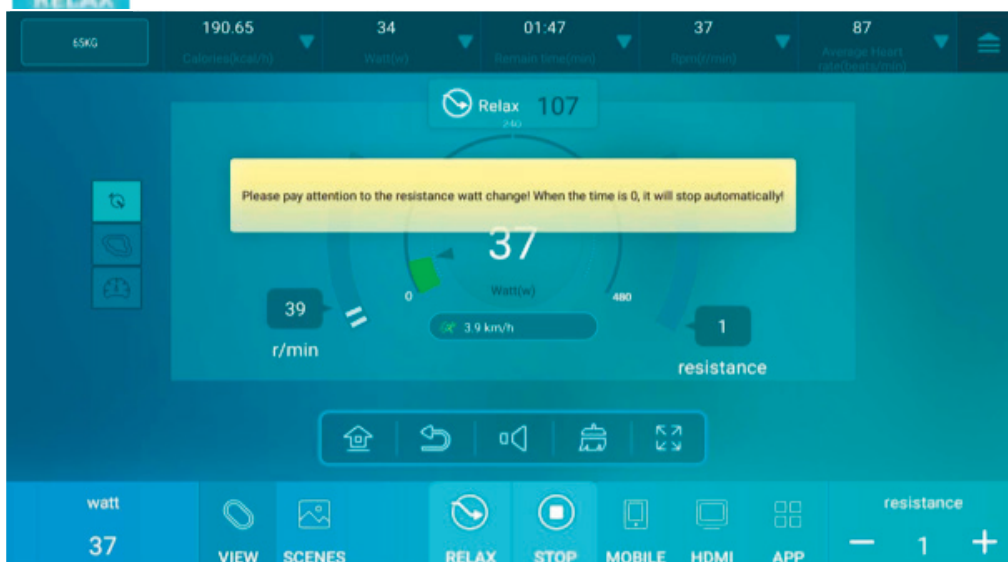 RELAX
65KG
190.65
Calories(kcal/h)
34
Watt(w)
01:47
Remain time(min)
37
Rpm(r/min)
87
Average Heart
rate(beats/min)
Relax 107
240
Please pay attention to the resistance watt change! When the time is 0, it will stop automatically!
37
Watt(w)
0
480
3.9 km/h
39
r/min
1
resistance
watt
37
VIEW
SCENES
RELAX
STOP
MOBILE
HDMI
APP
resistance
— 1 +